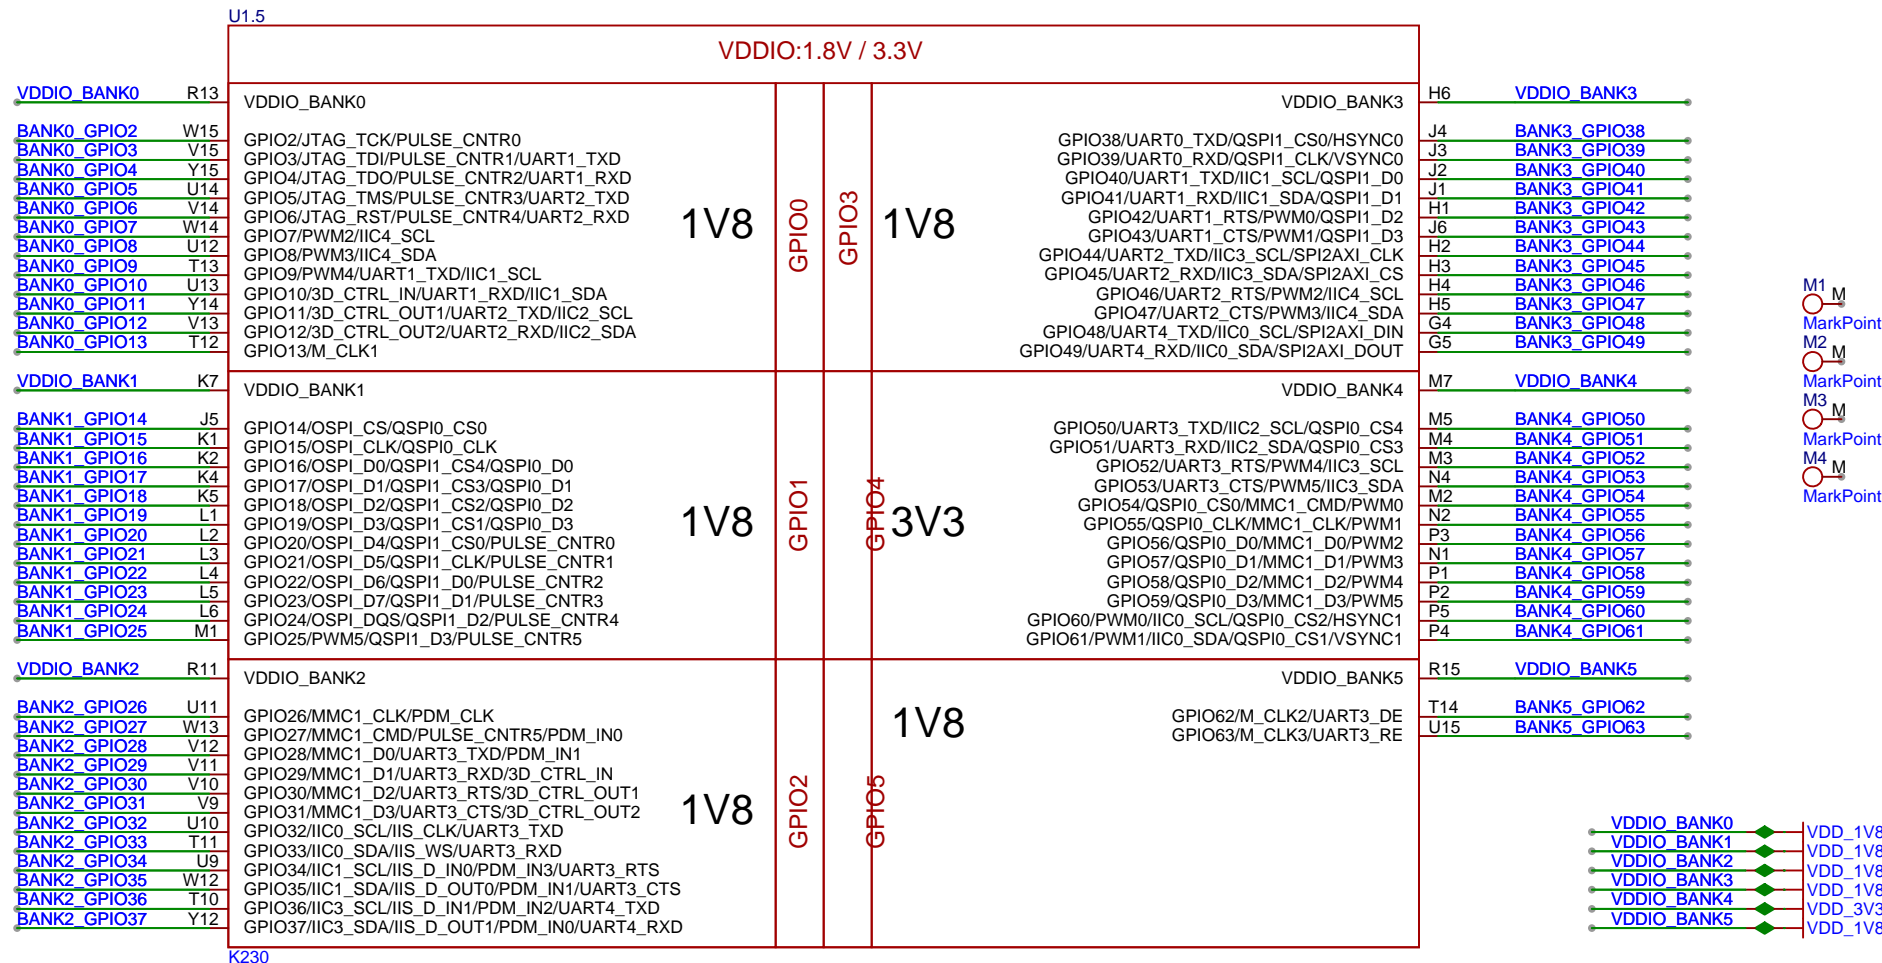 U1.5
VDDIO:1.8V / 3.3V
VDDIO_BANK0 R13 VDDIO_BANK0
BANK0_GPIO2 W15 GPIO2/JTAG_TCK/PULSE_CNTR0
BANK0_GPIO3 V15 GPIO3/JTAG_TDI/PULSE_CNTR1/UART1_TXD
BANK0_GPIO4 Y15 GPIO4/JTAG_TDO/PULSE_CNTR2/UART1_RXD
BANK0_GPIO5 U14 GPIO5/JTAG_TMS/PULSE_CNTR3/UART2_TXD
BANK0_GPIO6 V14 GPIO6/JTAG_RST/PULSE_CNTR4/UART2_RXD
BANK0_GPIO7 W14 GPIO7/PWM2/IIC4_SCL
BANK0_GPIO8 U12 GPIO8/PWM3/IIC4_SDA
BANK0_GPIO9 T13 GPIO9/PWM4/UART1_TXD/IIC1_SCL
BANK0_GPIO10 U13 GPIO10/3D_CTRL_IN/UART1_RXD/IIC1_SDA
BANK0_GPIO11 Y14 GPIO11/3D_CTRL_OUT1/UART2_TXD/IIC2_SCL
BANK0_GPIO12 V13 GPIO12/3D_CTRL_OUT2/UART2_RXD/IIC2_SDA
BANK0_GPIO13 T12 GPIO13/M_CLK1
1V8
GPIO0
VDDIO_BANK1 K7 VDDIO_BANK1
BANK1_GPIO14 J5 GPIO14/OSPI_CS/QSPI0_CS0
BANK1_GPIO15 K1 GPIO15/OSPI_CLK/QSPI0_CLK
BANK1_GPIO16 K2 GPIO16/OSPI_D0/QSPI1_CS4/QSPI0_D0
BANK1_GPIO17 K4 GPIO17/OSPI_D1/QSPI1_CS3/QSPI0_D1
BANK1_GPIO18 K5 GPIO18/OSPI_D2/QSPI1_CS2/QSPI0_D2
BANK1_GPIO19 L1 GPIO19/OSPI_D3/QSPI1_CS1/QSPI0_D3
BANK1_GPIO20 L2 GPIO20/OSPI_D4/QSPI1_CS0/PULSE_CNTR0
BANK1_GPIO21 L3 GPIO21/OSPI_D5/QSPI1_CLK/PULSE_CNTR1
BANK1_GPIO22 L4 GPIO22/OSPI_D6/QSPI1_D0/PULSE_CNTR2
BANK1_GPIO23 L5 GPIO23/OSPI_D7/QSPI1_D1/PULSE_CNTR3
BANK1_GPIO24 L6 GPIO24/OSPI_DQS/QSPI1_D2/PULSE_CNTR4
BANK1_GPIO25 M1 GPIO25/PWM5/QSPI1_D3/PULSE_CNTR5
1V8
GPIO1
VDDIO_BANK2 R11 VDDIO_BANK2
BANK2_GPIO26 U11 GPIO26/MMC1_CLK/PDM_CLK
BANK2_GPIO27 W13 GPIO27/MMC1_CMD/PULSE_CNTR5/PDM_IN0
BANK2_GPIO28 V12 GPIO28/MMC1_D0/UART3_TXD/PDM_IN1
BANK2_GPIO29 V11 GPIO29/MMC1_D1/UART3_RXD/3D_CTRL_IN
BANK2_GPIO30 V10 GPIO30/MMC1_D2/UART3_RTS/3D_CTRL_OUT1
BANK2_GPIO31 V9 GPIO31/MMC1_D3/UART3_CTS/3D_CTRL_OUT2
BANK2_GPIO32 U10 GPIO32/IIC0_SCL/IIS_CLK/UART3_TXD
BANK2_GPIO33 T11 GPIO33/IIC0_SDA/IIS_WS/UART3_RXD
BANK2_GPIO34 U9 GPIO34/IIC1_SCL/IIS_D_IN0/PDM_IN3/UART3_RTS
BANK2_GPIO35 W12 GPIO35/IIC1_SDA/IIS_D_OUT0/PDM_IN1/UART3_CTS
BANK2_GPIO36 T10 GPIO36/IIC3_SCL/IIS_D_IN1/PDM_IN2/UART4_TXD
BANK2_GPIO37 Y12 GPIO37/IIC3_SDA/IIS_D_OUT1/PDM_IN0/UART4_RXD
1V8
GPIO2
K230
GPIO3
1V8
VDDIO_BANK3 H6 VDDIO_BANK3
GPIO38/UART0_TXD/QSPI1_CS0/HSYNC0 J4 BANK3_GPIO38
GPIO39/UART0_RXD/QSPI1_CLK/VSYNC0 J3 BANK3_GPIO39
GPIO40/UART1_TXD/IIC1_SCL/QSPI1_D0 J2 BANK3_GPIO40
GPIO41/UART1_RXD/IIC1_SDA/QSPI1_D1 J1 BANK3_GPIO41
GPIO42/UART1_RTS/PWM0/QSPI1_D2 H1 BANK3_GPIO42
GPIO43/UART1_CTS/PWM1/QSPI1_D3 J6 BANK3_GPIO43
GPIO44/UART2_TXD/IIC3_SCL/SPI2AXI_CLK H2 BANK3_GPIO44
GPIO45/UART2_RXD/IIC3_SDA/SPI2AXI_CS H3 BANK3_GPIO45
GPIO46/UART2_RTS/PWM2/IIC4_SCL H4 BANK3_GPIO46
GPIO47/UART2_CTS/PWM3/IIC4_SDA H5 BANK3_GPIO47
GPIO48/UART4_TXD/IIC0_SCL/SPI2AXI_DIN G4 BANK3_GPIO48
GPIO49/UART4_RXD/IIC0_SDA/SPI2AXI_DOUT G5 BANK3_GPIO49
GPIO4
3V3
VDDIO_BANK4 M7 VDDIO_BANK4
GPIO50/UART3_TXD/IIC2_SCL/QSPI0_CS4 M5 BANK4_GPIO50
GPIO51/UART3_RXD/IIC2_SDA/QSPI0_CS3 M4 BANK4_GPIO51
GPIO52/UART3_RTS/PWM4/IIC3_SCL M3 BANK4_GPIO52
GPIO53/UART3_CTS/PWM5/IIC3_SDA N4 BANK4_GPIO53
GPIO54/QSPI0_CS0/MMC1_CMD/PWM0 M2 BANK4_GPIO54
GPIO55/QSPI0_CLK/MMC1_CLK/PWM1 N2 BANK4_GPIO55
GPIO56/QSPI0_D0/MMC1_D0/PWM2 P3 BANK4_GPIO56
GPIO57/QSPI0_D1/MMC1_D1/PWM3 N1 BANK4_GPIO57
GPIO58/QSPI0_D2/MMC1_D2/PWM4 P1 BANK4_GPIO58
GPIO59/QSPI0_D3/MMC1_D3/PWM5 P2 BANK4_GPIO59
GPIO60/PWM0/IIC0_SCL/QSPI0_CS2/HSYNC1 P5 BANK4_GPIO60
GPIO61/PWM1/IIC0_SDA/QSPI0_CS1/VSYNC1 P4 BANK4_GPIO61
GPIO5
1V8
VDDIO_BANK5 R15 VDDIO_BANK5
GPIO62/M_CLK2/UART3_DE T14 BANK5_GPIO62
GPIO63/M_CLK3/UART3_RE U15 BANK5_GPIO63
M1 M
MarkPoint
M2 M
MarkPoint
M3 M
MarkPoint
M4 M
MarkPoint
VDDIO_BANK0 VDD_1V8
VDDIO_BANK1 VDD_1V8
VDDIO_BANK2 VDD_1V8
VDDIO_BANK3 VDD_1V8
VDDIO_BANK4 VDD_3V3
VDDIO_BANK5 VDD_1V8